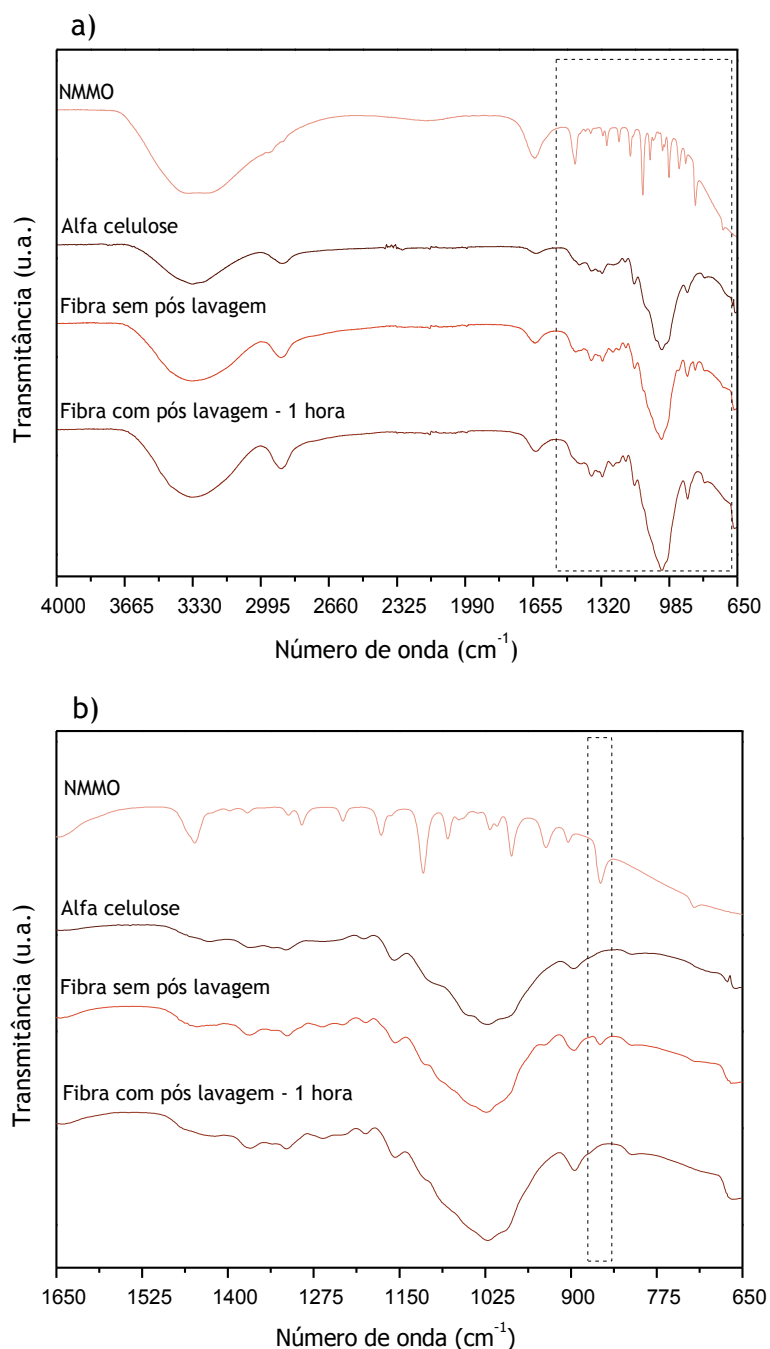 a)
NMMO
Alfa celulose
Fibra sem pós lavagem
Fibra com pós lavagem - 1 hora
Transmitância (u.a.)
4000 3665 3330 2995 2660 2325 1990 1655 1320 985 650
Número de onda (cm⁻¹)
b)
NMMO
Alfa celulose
Fibra sem pós lavagem
Fibra com pós lavagem - 1 hora
Transmitância (u.a.)
1650 1525 1400 1275 1150 1025 900 775 650
Número de onda (cm⁻¹)